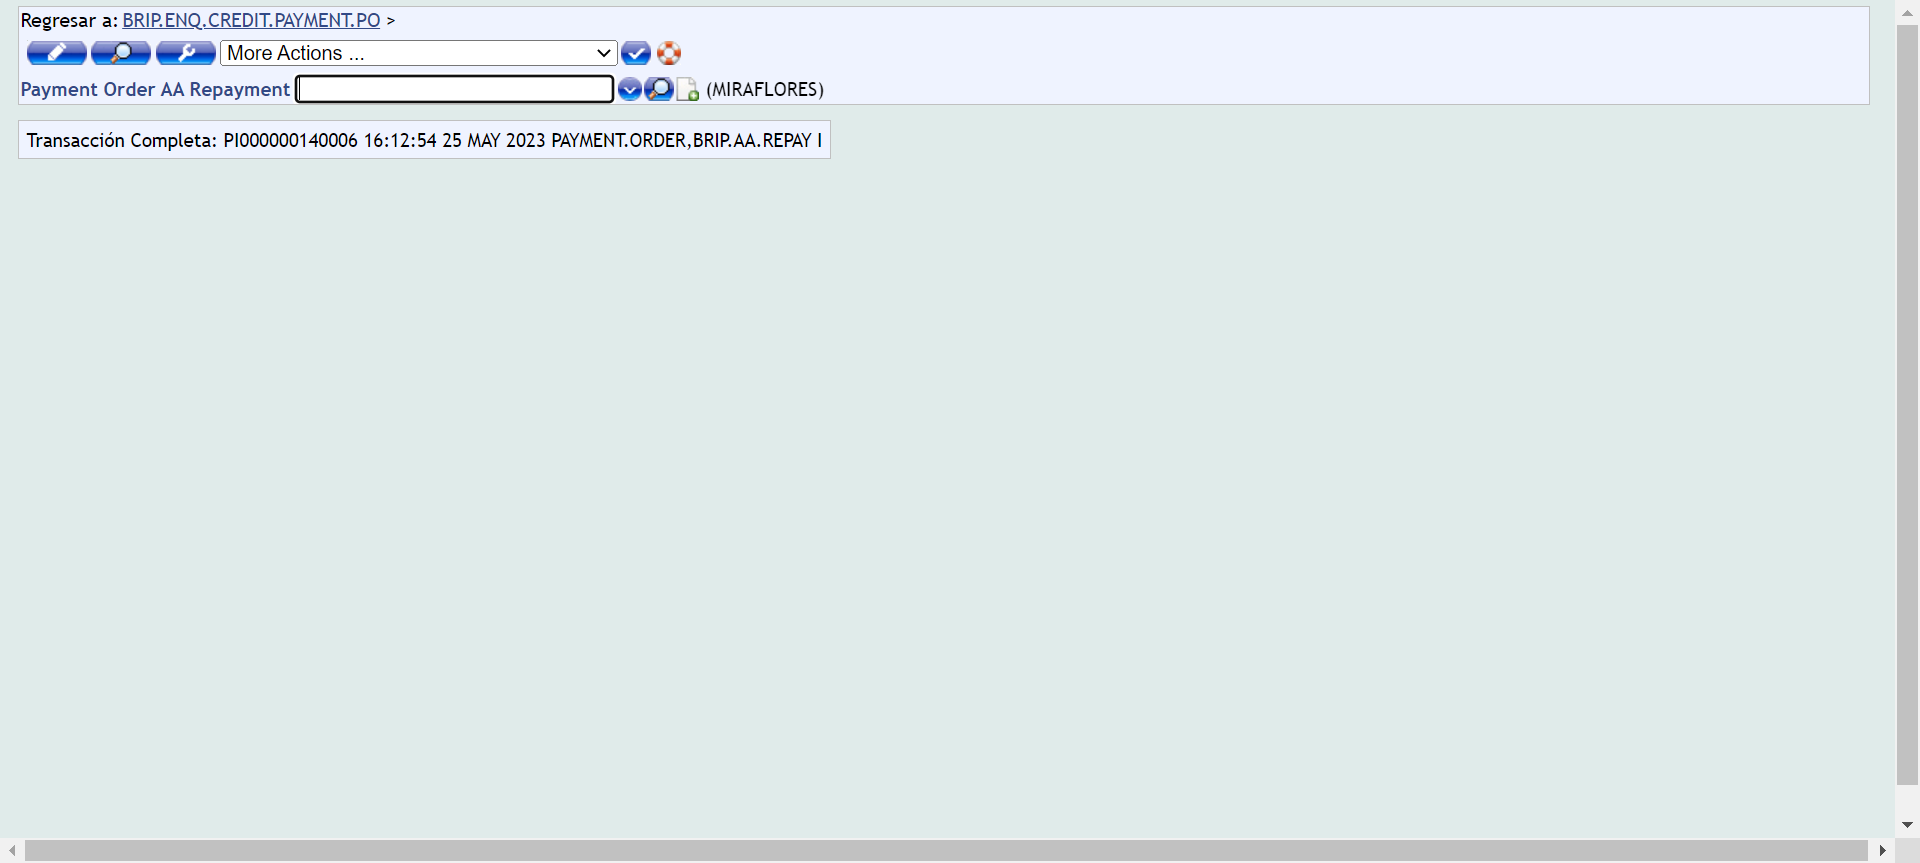 Regresar a: BRIP.ENQ.CREDIT.PAYMENT.PO >
More Actions ...
Payment Order AA Repayment (MIRAFLORES)
Transacción Completa: PI000000140006 16:12:54 25 MAY 2023 PAYMENT.ORDER,BRIP.AA.REPAY I